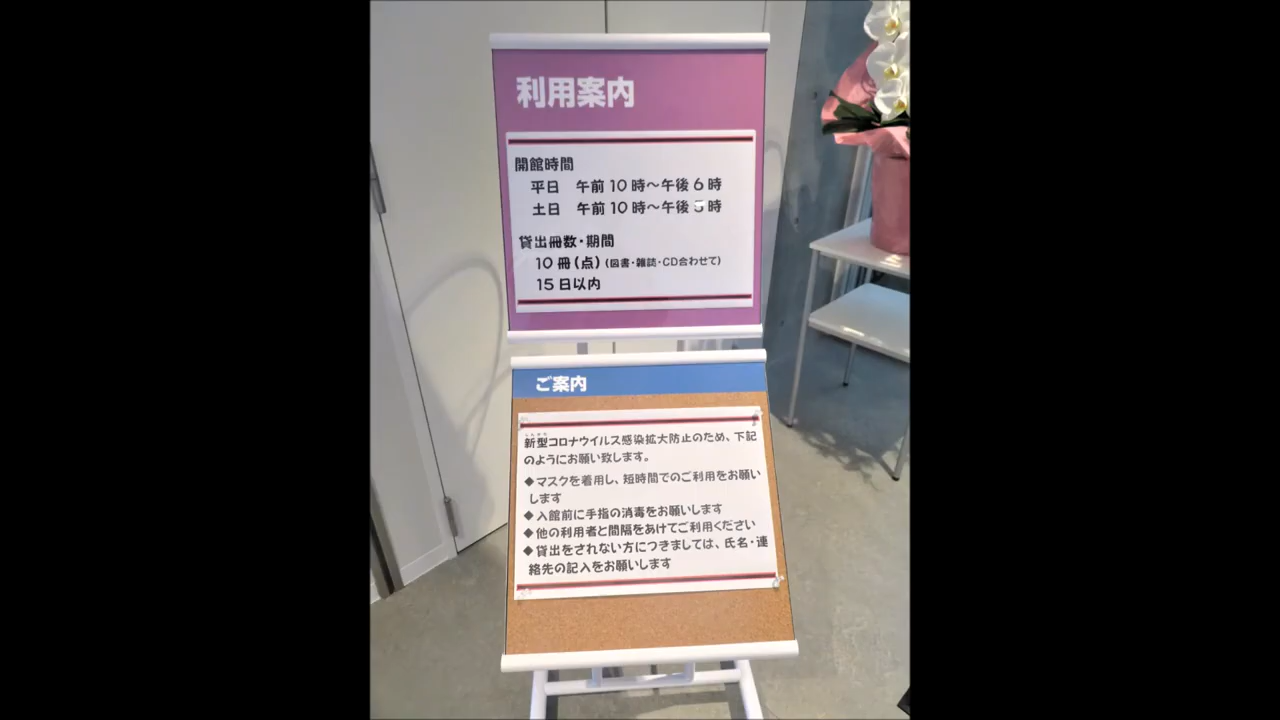 利用案内
開館時間
平日 午前10時～午後6時
土日 午前10時～午後5時
貸出冊数・期間
10冊(点)(図書・雑誌・CD合わせて)
15日以内
ご案内
しんがた
新型コロナウイルス感染拡大防止のため、下記
のようにお願い致します。
◆マスクを着用し、短時間でのご利用をお願い
します
◆入館前に手指の消毒をお願いします
◆他の利用者と間隔をあけてご利用ください
◆貸出をされない方につきましては、氏名・連
絡先の記入をお願いします